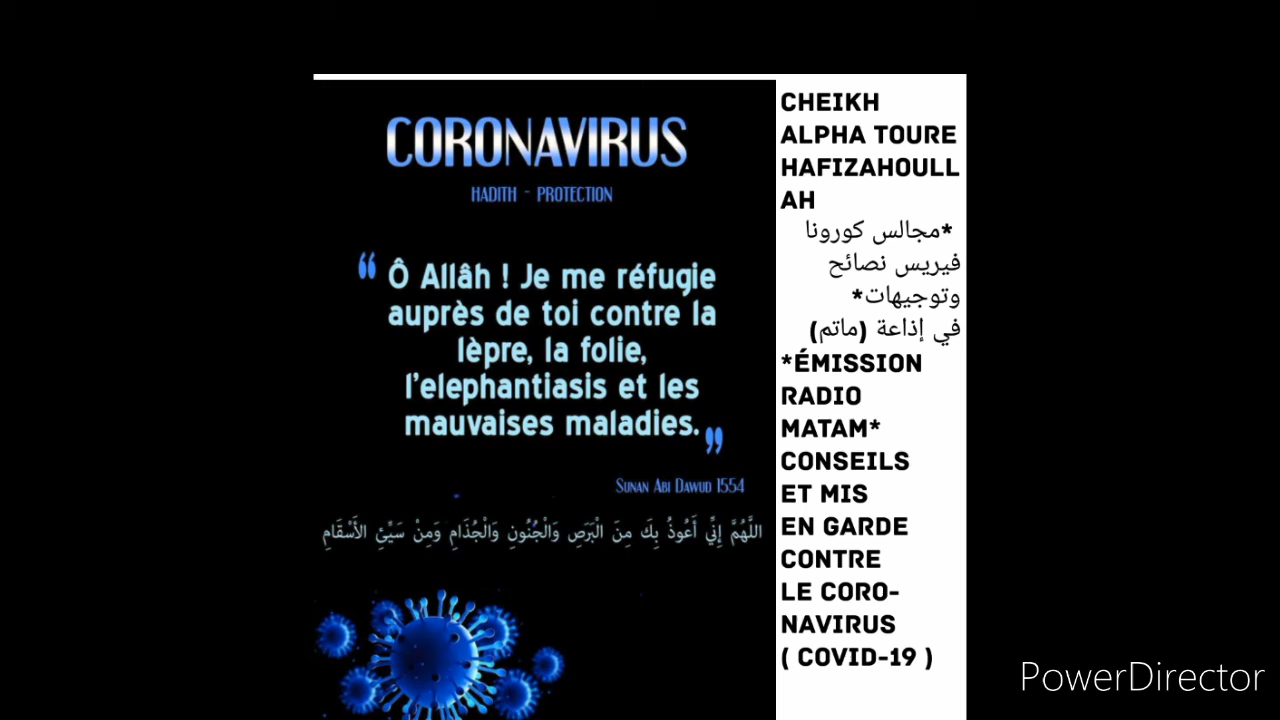 CORONAVIRUS
HADITH - PROTECTION
“ Ô Allâh ! Je me réfugie
auprès de toi contre la
lèpre, la folie,
l'elephantiasis et les
mauvaises maladies. ”
SUNAN ABI DAWUD 1554
اللَّهُمَّ إِنِّي أَعُوذُ بِكَ مِنَ الْبَرَصِ وَالْجُنُونِ وَالْجُذَامِ وَمِنْ سَيِّئِ الأَسْقَامِ
CHEIKH
ALPHA TOURE
HAFIZAHOULL
AH
*مجالس كورونا
فيريس نصائح
وتوجيهات*
في إذاعة (ماتم)
*ÉMISSION
RADIO
MATAM*
CONSEILS
ET MIS
EN GARDE
CONTRE
LE CORO-
NAVIRUS
( COVID-19 )
PowerDirector